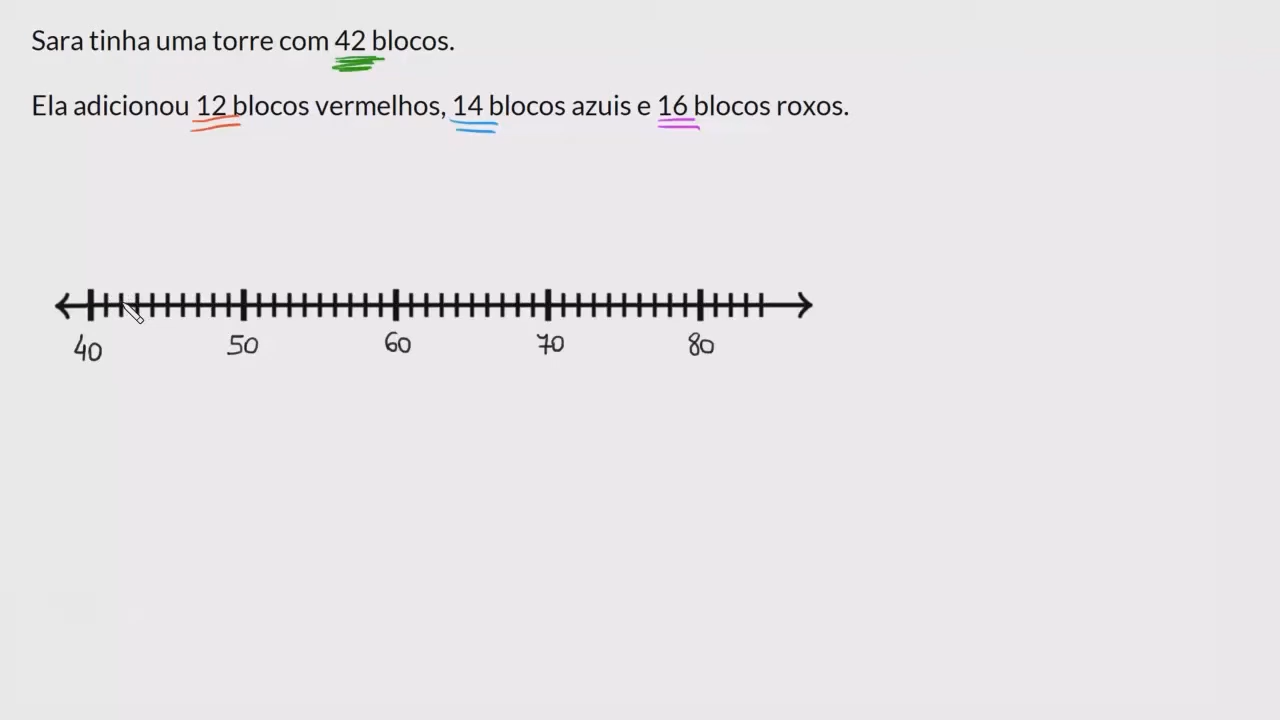 Sara tinha uma torre com 42 blocos.
Ela adicionou 12 blocos vermelhos, 14 blocos azuis e 16 blocos roxos.
40 50 60 70 80